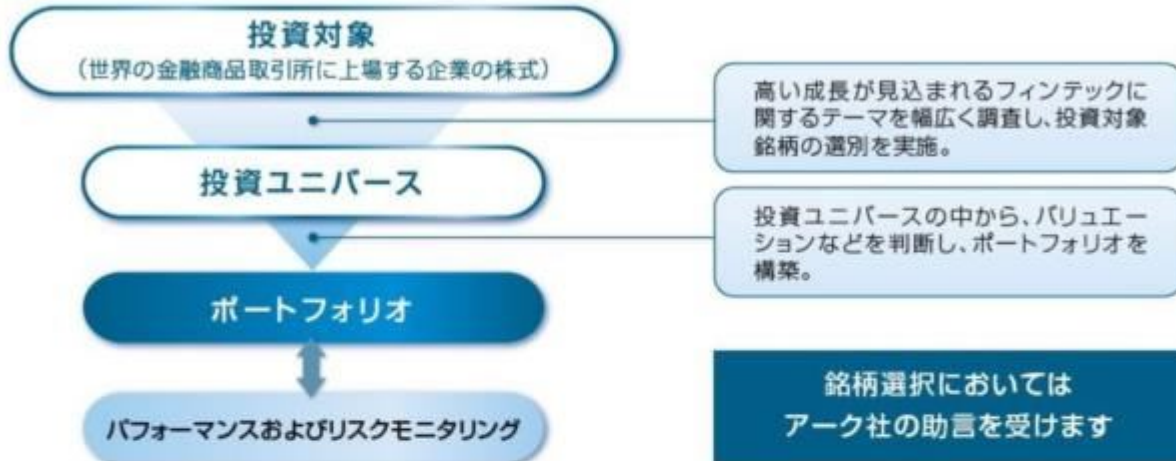 投資対象
(世界の金融商品取引所に上場する企業の株式)
高い成長が見込まれるフィンテックに
関するテーマを幅広く調査し、投資対象
銘柄の選別を実施。
投資ユニバース
投資ユニバースの中から、バリュエー
ションなどを判断し、ポートフォリオを
構築。
ポートフォリオ
パフォーマンスおよびリスクモニタリング
銘柄選択においては
アーク社の助言を受けます